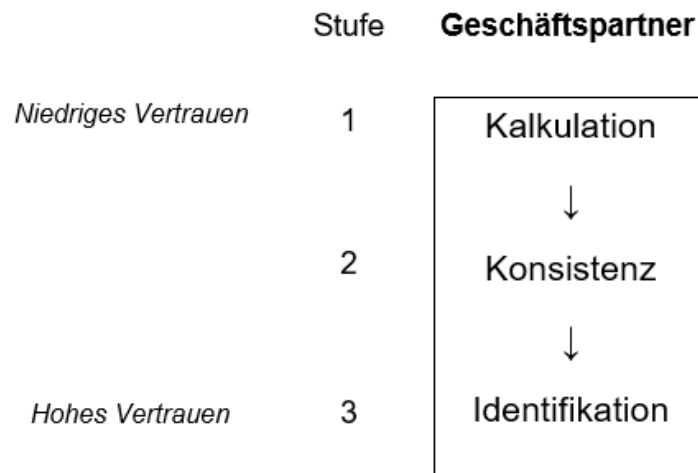 Stufe Geschäftspartner
Niedriges Vertrauen 1 Kalkulation
↓
2 Konsistenz
↓
Hohes Vertrauen 3 Identifikation